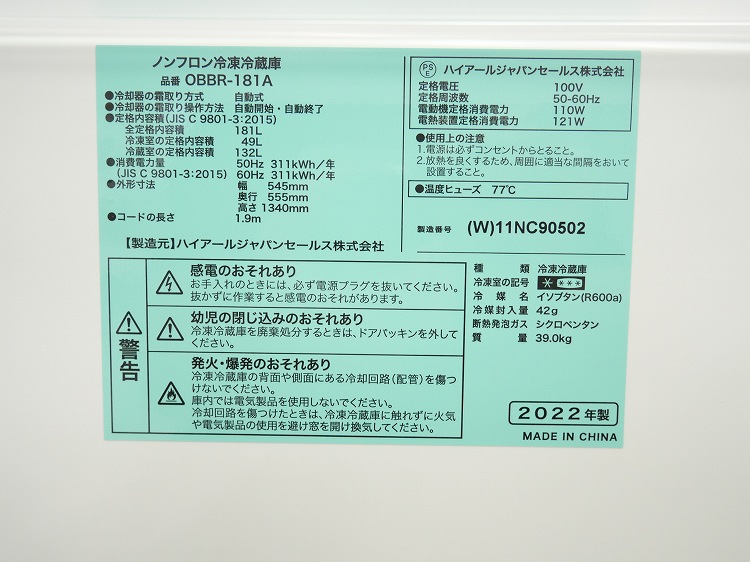 ノンフロン冷凍冷蔵庫
品番 OBBR-181A
●冷却器の霜取り方式 自動式
●冷却器の霜取り操作方法 自動開始・自動終了
●定格内容積(JIS C 9801-3:2015)
全定格内容積 181L
冷凍室の定格内容積 49L
冷蔵室の定格内容積 132L
●消費電力量 50Hz 311kWh/年
(JIS C 9801-3:2015) 60Hz 311kWh/年
●外形寸法 幅 545mm
奥行 555mm
高さ 1340mm
●コードの長さ 1.9m
【製造元】ハイアールジャパンセールス株式会社
PS
E
ハイアールジャパンセールス株式会社
定格電圧 100V
定格周波数 50-60Hz
電動機定格消費電力 110W
電熱装置定格消費電力 121W
●使用上の注意
1.電源は必ずコンセントからとること。
2.放熱を良くするため、周囲に適当な間隔をおいて
設置すること。
●温度ヒューズ 77℃
製造番号 (W)11NC90502
警告
感電のおそれあり
お手入れのときには、必ず電源プラグを抜いてください。
抜かずに作業すると感電のおそれがあります。
幼児の閉じ込みのおそれあり
冷凍冷蔵庫を廃棄処分するときは、ドアパッキンを外して
ください。
発火・爆発のおそれあり
冷凍冷蔵庫の背面や側面にある冷却回路(配管)を傷つ
けないでください。
庫内では電気製品を使用しないでください。
冷却回路を傷つけたときは、冷凍冷蔵庫に触れずに火気
や電気製品の使用を避け窓を開け換気してください。
種類 冷凍冷蔵庫
冷凍室の記号 * ***
冷媒名 イソブタン(R600a)
冷媒封入量 42g
断熱発泡ガス シクロペンタン
質量 39.0kg
2022年製
MADE IN CHINA